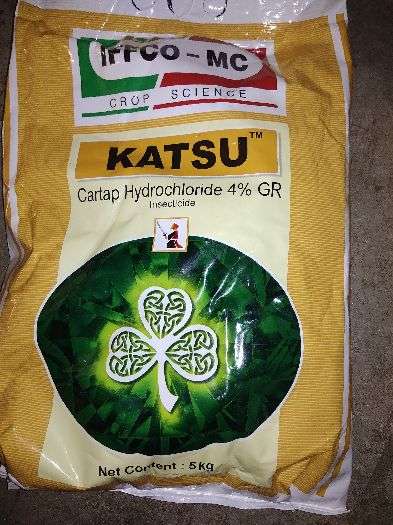 IFFCO-MC
CROP SCIENCE
KATSU™
Cartap Hydrochloride 4% GR
Insecticide
Net Content : 5kg